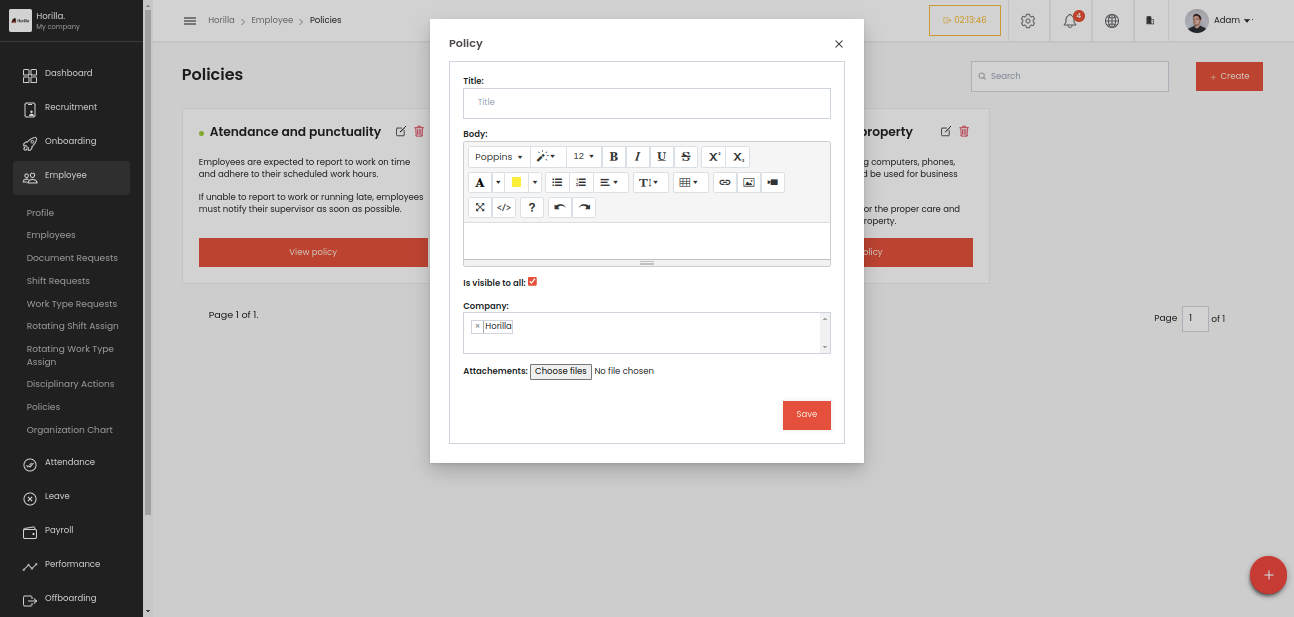 Horilla.
My company
Dashboard
Recruitment
Onboarding
Employee
Profile
Employees
Document Requests
Shift Requests
Work Type Requests
Rotating Shift Assign
Rotating Work Type
Assign
Disciplinary Actions
Policies
Organization Chart
Attendance
Leave
Payroll
Performance
Offboarding
Horilla > Employee > Policies
02:13:46
4
Adam
Policies
Search
+ Create
Atendance and punctuality
Employees are expected to report to work on time
and adhere to their scheduled work hours.
If unable to report to work or running late, employees
must notify their supervisor as soon as possible.
View policy
Page 1 of 1.
Policy
×
Title:
Title
Body:
Poppins
12
B I U S X² X₂
A
T
</>
?
Is visible to all:
Company:
× Horilla
Attachements: Choose files No file chosen
Save
property
computers, phones,
be used for business
or the proper care and
policy
Page 1 of 1
+